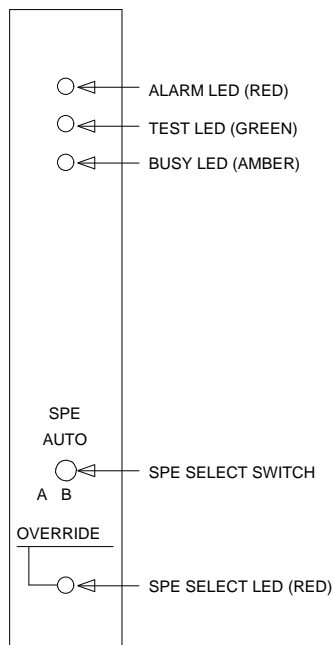 ALARM LED (RED)
TEST LED (GREEN)
BUSY LED (AMBER)
SPE
AUTO
SPE SELECT SWITCH
A B
OVERRIDE
SPE SELECT LED (RED)